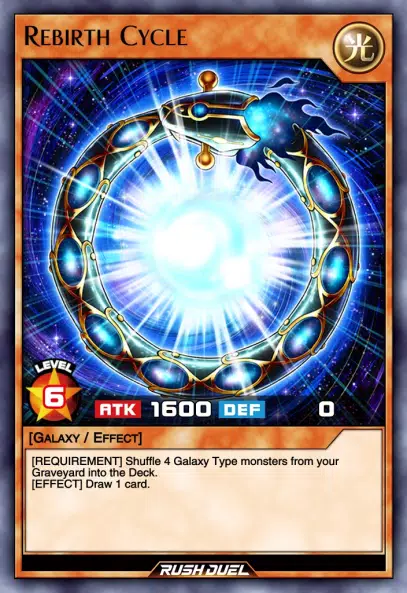 Rebirth Cycle
光
LEVEL
6
ATK 1600 DEF 0
[Galaxy / Effect]
[REQUIREMENT] Shuffle 4 Galaxy Type monsters from your
Graveyard into the Deck.
[EFFECT] Draw 1 card.
RUSH DUEL